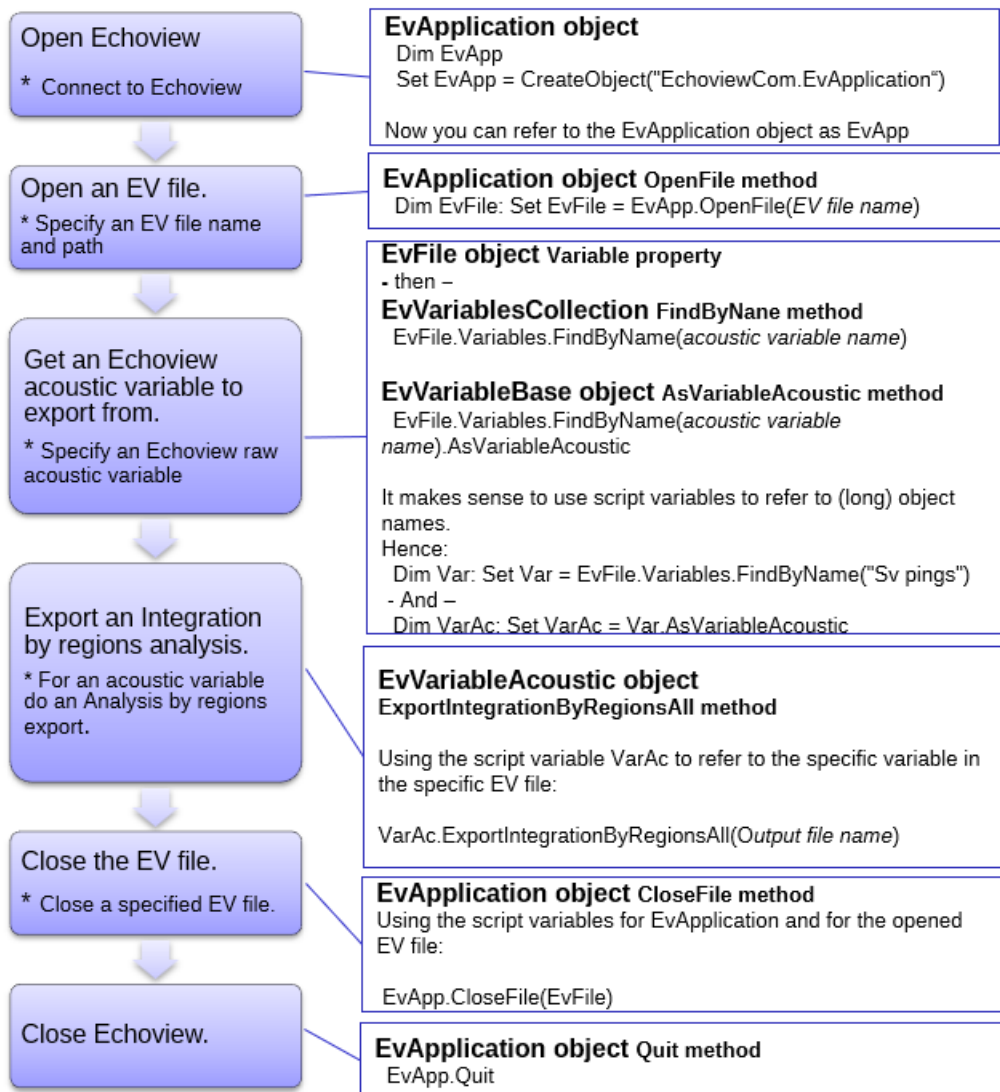 Open Echoview
* Connect to Echoview
EvApplication object
Dim EvApp
Set EvApp = CreateObject("EchoviewCom.EvApplication“)
Now you can refer to the EvApplication object as EvApp
Open an EV file.
* Specify an EV file name
and path
EvApplication object OpenFile method
Dim EvFile: Set EvFile = EvApp.OpenFile(EV file name)
Get an Echoview
acoustic variable to
export from.
* Specify an Echoview raw
acoustic variable
EvFile object Variable property
- then –
EvVariablesCollection FindByNane method
EvFile.Variables.FindByName(acoustic variable name)
EvVariableBase object AsVariableAcoustic method
EvFile.Variables.FindByName(acoustic variable
name).AsVariableAcoustic
It makes sense to use script variables to refer to (long) object
names.
Hence:
Dim Var: Set Var = EvFile.Variables.FindByName("Sv pings")
- And –
Dim VarAc: Set VarAc = Var.AsVariableAcoustic
Export an Integration
by regions analysis.
* For an acoustic variable
do an Analysis by regions
export.
EvVariableAcoustic object
ExportIntegrationByRegionsAll method
Using the script variable VarAc to refer to the specific variable in
the specific EV file:
VarAc.ExportIntegrationByRegionsAll(Output file name)
Close the EV file.
* Close a specified EV file.
EvApplication object CloseFile method
Using the script variables for EvApplication and for the opened
EV file:
EvApp.CloseFile(EvFile)
Close Echoview.
EvApplication object Quit method
EvApp.Quit